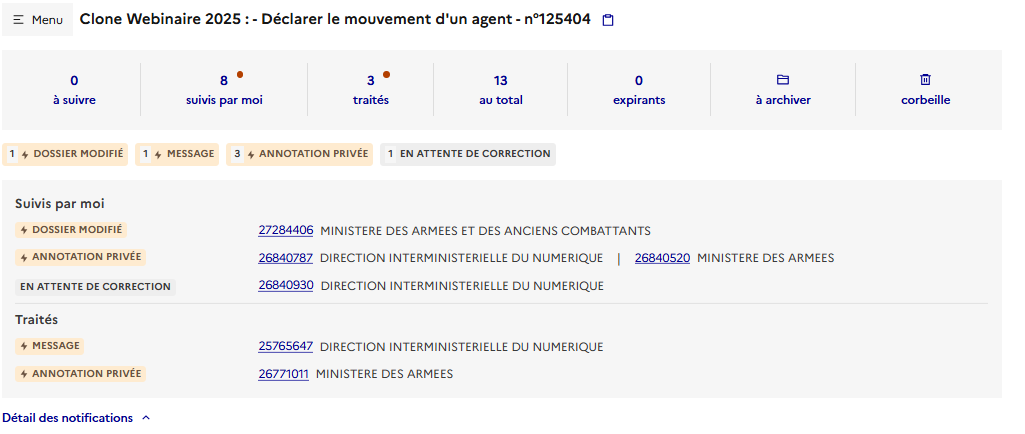 Menu Clone Webinaire 2025 : - Déclarer le mouvement d'un agent - n°125404
0 8 3 13 0
à suivre suivis par moi traités au total expirants à archiver corbeille
1 DOSSIER MODIFIÉ 1 MESSAGE 3 ANNOTATION PRIVÉE 1 EN ATTENTE DE CORRECTION
Suivis par moi
DOSSIER MODIFIÉ 27284406 MINISTERE DES ARMEES ET DES ANCIENS COMBATTANTS
ANNOTATION PRIVÉE 26840787 DIRECTION INTERMINISTERIELLE DU NUMERIQUE | 26840520 MINISTERE DES ARMEES
EN ATTENTE DE CORRECTION 26840930 DIRECTION INTERMINISTERIELLE DU NUMERIQUE
Traités
MESSAGE 25765647 DIRECTION INTERMINISTERIELLE DU NUMERIQUE
ANNOTATION PRIVÉE 26771011 MINISTERE DES ARMEES
Détail des notifications